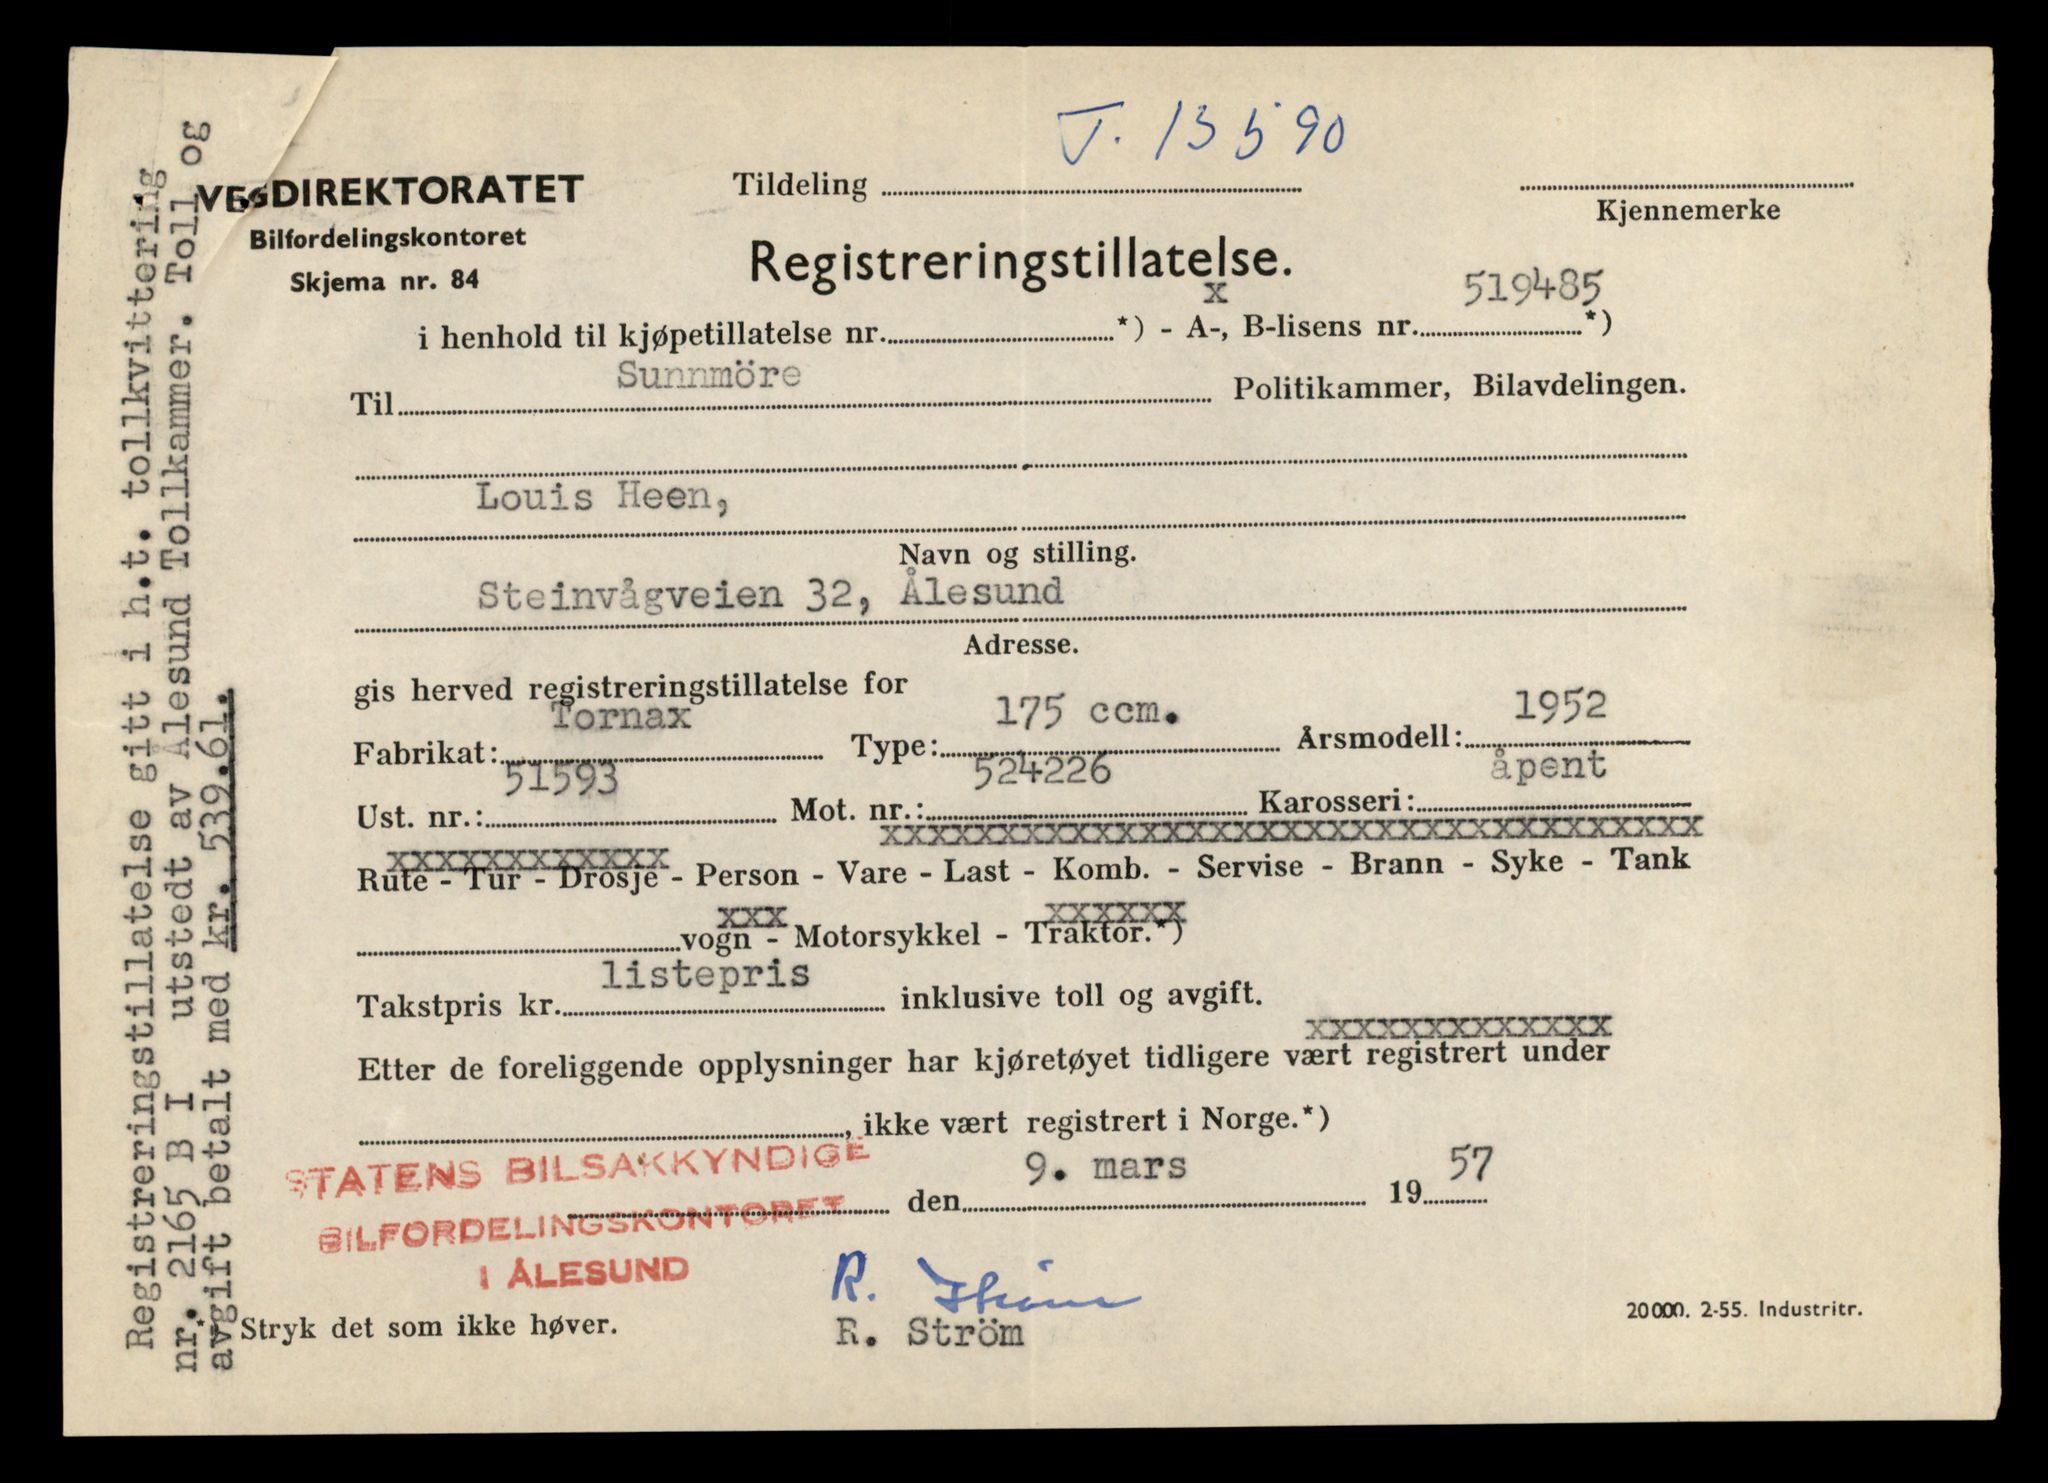 T. 13590
VEGDIREKTORATET
Bilfordelingskontoret
Skjema nr. 84
Tildeling
Kjennemerke
Registreringstillatelse.
x
519485
i henhold til kjøpetillatelse nr. *) - A-, B-lisens nr. *)
Sunnmöre
Til Politikammer, Bilavdelingen.
Louis Heen,
Navn og stilling.
Steinvågveien 32, Ålesund
Adresse.
gis herved registreringstillatelse for
Tornax 175 ccm. 1952
Fabrikat: Type: Årsmodell:
51593 524226 åpent
Ust. nr.: Mot. nr.: Karosseri:
xxxxxxxxxxxxxxxxxxxxxxxxxxxxxxxxxxx
xxxxxxxxxxxx
Rute - Tur - Drosje - Person - Vare - Last - Komb. - Servise - Brann - Syke - Tank
xxx xxxxxx
vogn - Motorsykkel - Traktor.*)
listepris
Takstpris kr. inklusive toll og avgift.
xxxxxxxxxxxxx
Etter de foreliggende opplysninger har kjøretøyet tidligere vært registrert under
, ikke vært registrert i Norge.*)
STATENS BILSAKKYNDIGE
9. mars 57
den 19
BILFORDELINGSKONTORET
I ÅLESUND
R. Ström
R. Ström
* Stryk det som ikke høver.
20000. 2-55. Industritr.
Registreringstillatelse gitt i h.t. tollkvittering
nr. 2165 B I utstedt av Ålesund Tollkammer. Toll og
avgift betalt med kr. 539.61.